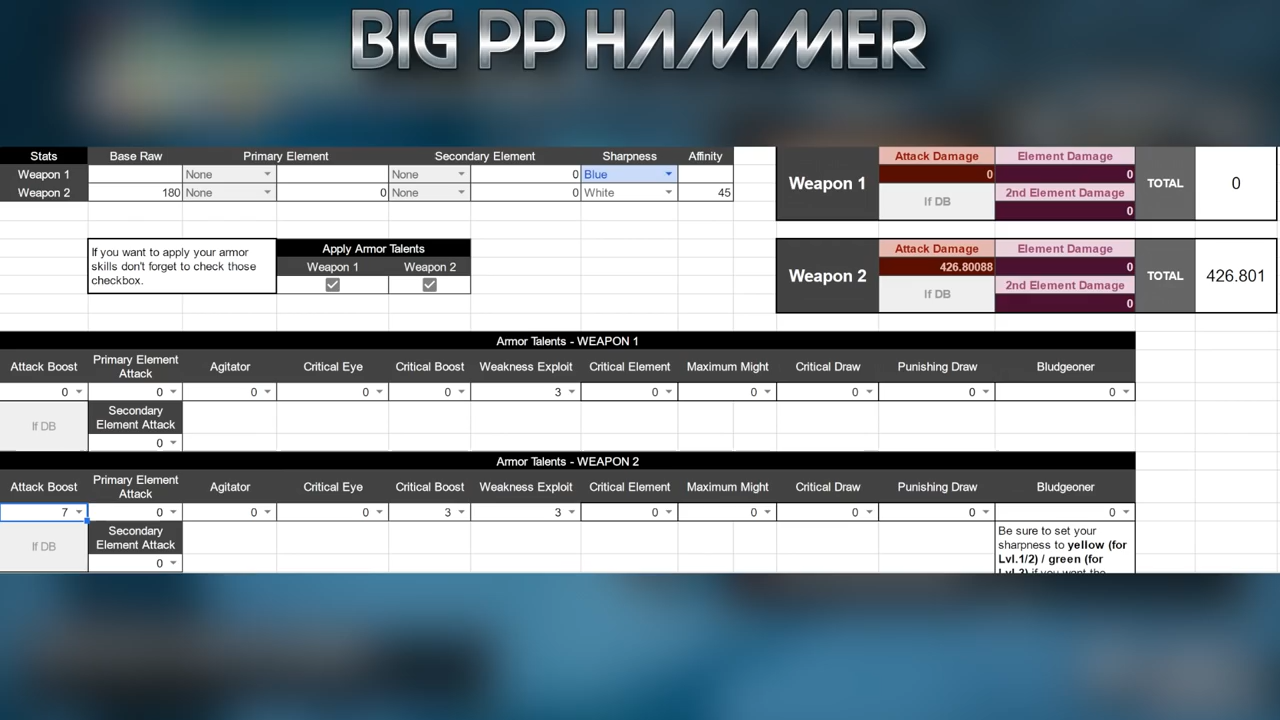 BIG PP HAMMER
Stats Base Raw Primary Element Secondary Element Sharpness Affinity
Weapon 1 None None 0 Blue
Weapon 2 180 None 0 None 0 White 45
Weapon 1 Attack Damage Element Damage TOTAL 0
0 0
If DB 2nd Element Damage
0
If you want to apply your armor
skills don't forget to check those
checkbox.
Apply Armor Talents
Weapon 1 Weapon 2
Weapon 2 Attack Damage Element Damage TOTAL 426.801
426.80088 0
If DB 2nd Element Damage
0
Armor Talents - WEAPON 1
Attack Boost Primary Element Attack Agitator Critical Eye Critical Boost Weakness Exploit Critical Element Maximum Might Critical Draw Punishing Draw Bludgeoner
0 0 0 0 0 3 0 0 0 0 0
If DB Secondary
Element Attack
0
Armor Talents - WEAPON 2
Attack Boost Primary Element Attack Agitator Critical Eye Critical Boost Weakness Exploit Critical Element Maximum Might Critical Draw Punishing Draw Bludgeoner
7 0 0 0 3 3 0 0 0 0 0
If DB Secondary
Element Attack
0
Be sure to set your
sharpness to yellow (for
Lvl.1/2) / green (for
Lvl.3) if you want the